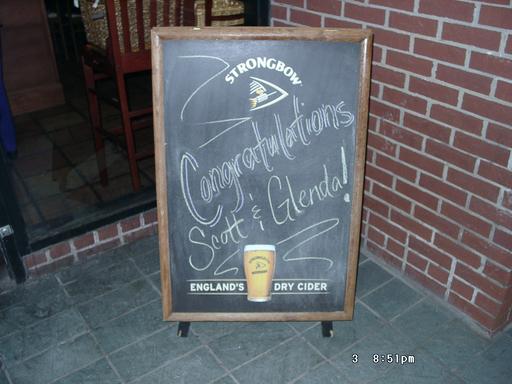 STRONGBOW
Congratulations
Scott & Glenda!
ENGLAND'S DRY CIDER
3 8:51pm